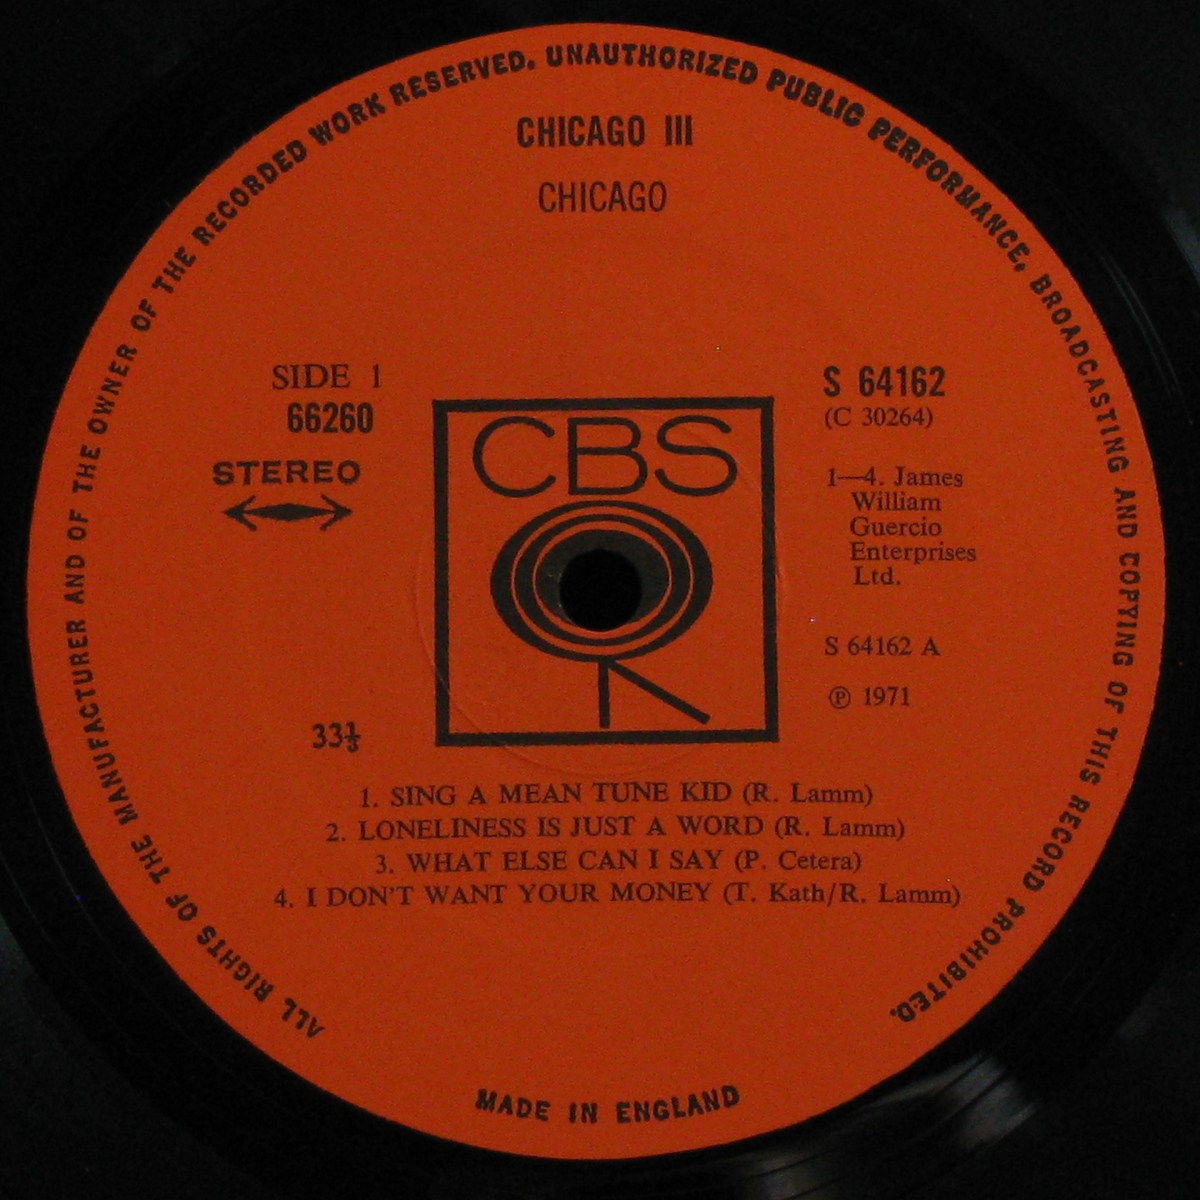 ALL RIGHTS OF THE MANUFACTURER AND OF THE OWNER OF THE RECORDED WORK RESERVED. UNAUTHORIZED PUBLIC PERFORMANCE, BROADCASTING AND COPYING OF THIS RECORD PROHIBITED.
CHICAGO III
CHICAGO
SIDE 1
66260
STEREO
S 64162
(C 30264)
CBS
1—4. James
William
Guercio
Enterprises
Ltd.
S 64162 A
℗ 1971
33⅓
1. SING A MEAN TUNE KID (R. Lamm)
2. LONELINESS IS JUST A WORD (R. Lamm)
3. WHAT ELSE CAN I SAY (P. Cetera)
4. I DON'T WANT YOUR MONEY (T. Kath/R. Lamm)
MADE IN ENGLAND